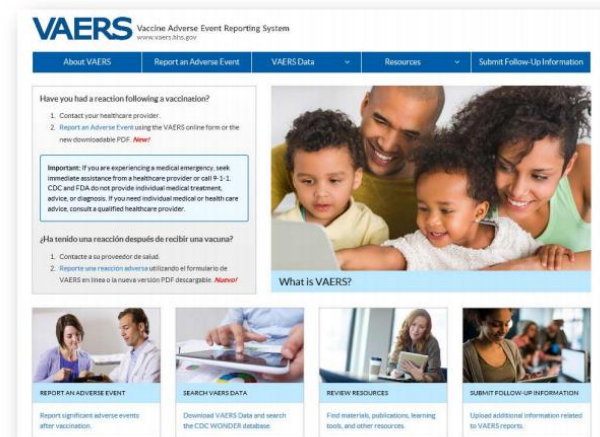 VAERS Vaccine Adverse Event Reporting System
www.vaers.hhs.gov
About VAERS Report an Adverse Event VAERS Data Resources Submit Follow-Up Information
Have you had a reaction following a vaccination?
1. Contact your healthcare provider.
2. Report an Adverse Event using the VAERS online form or the
new downloadable PDF. New!
Important: If you are experiencing a medical emergency, seek
immediate assistance from a healthcare provider or call 9-1-1.
CDC and FDA do not provide individual medical treatment,
advice, or diagnosis. If you need individual medical or health care
advice, consult a qualified healthcare provider.
¿Ha tenido una reacción después de recibir una vacuna?
1. Contacte a su proveedor de salud.
2. Reporte una reacción adversa utilizando el formulario de
VAERS en línea o la nueva versión PDF descargable. Nuevo!
What is VAERS?
REPORT AN ADVERSE EVENT
Report significant adverse events
after vaccination.
SEARCH VAERS DATA
Download VAERS Data and search
the CDC WONDER database.
REVIEW RESOURCES
Find materials, publications, learning
tools, and other resources.
SUBMIT FOLLOW-UP INFORMATION
Upload additional information related
to VAERS reports.